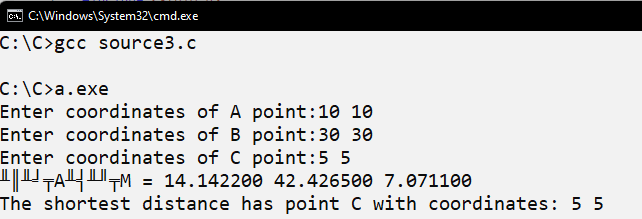 C:\Windows\System32\cmd.exe
C:\C>gcc source3.c
C:\C>a.exe
Enter coordinates of A point:10 10
Enter coordinates of B point:30 30
Enter coordinates of C point:5 5
= 14.142200 42.426500 7.071100
The shortest distance has point C with coordinates: 5 5